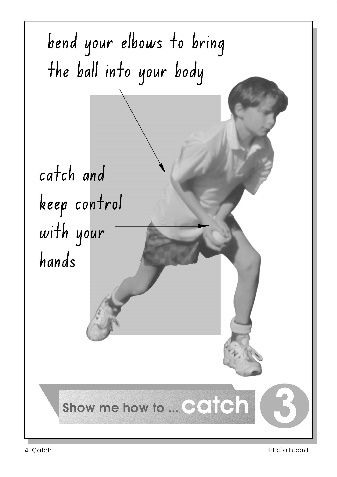 bend your elbows to bring
the ball into your body
catch and
keep control
with your
hands
Show me how to ... catch 3